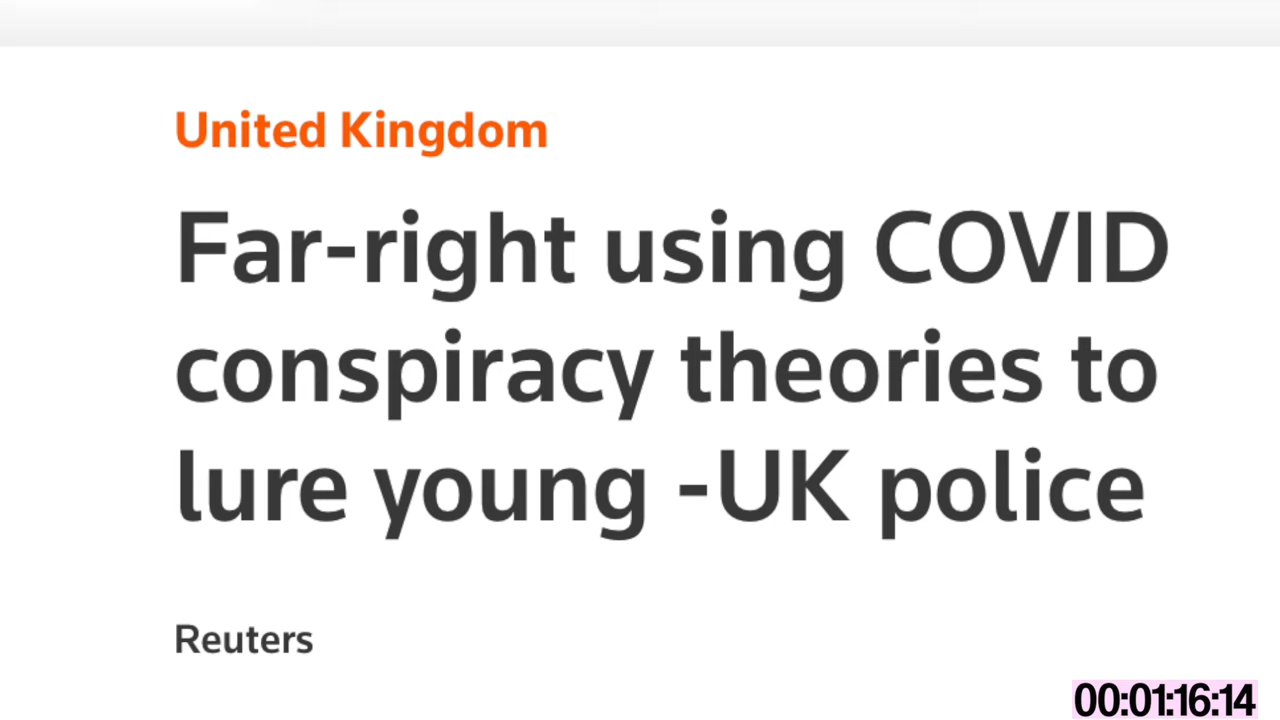 United Kingdom
Far-right using COVID
conspiracy theories to
lure young -UK police
Reuters
00:01:16:14